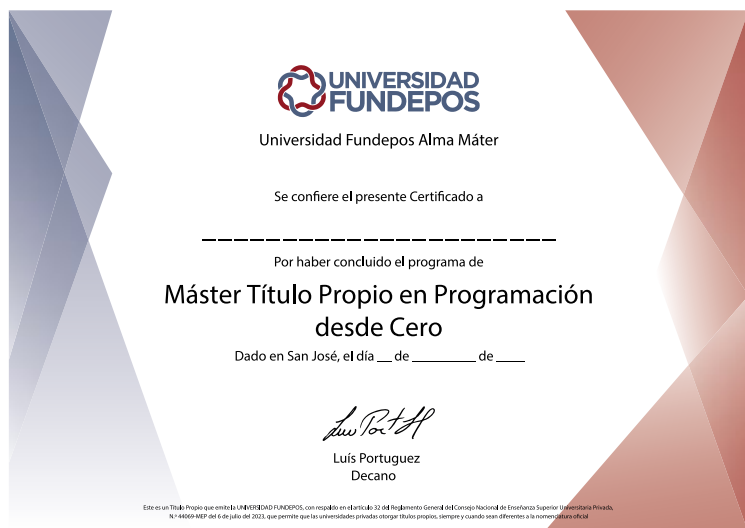 UNIVERSIDAD
FUNDEPOS
Universidad Fundepos Alma Máter
Se confiere el presente Certificado a
Por haber concluido el programa de
Máster Título Propio en Programación
desde Cero
Dado en San José, el día __ de ________ de ____
Luís Portuguez
Decano
Este es un Título Propio que emite la UNIVERSIDAD FUNDEPOS, con respaldo en el artículo 32 del Reglamento General del Consejo Nacional de Enseñanza Superior Universitaria Privada,
N.º 44069-MEP del 6 de julio del 2023, que permite que las universidades privadas otorgar títulos propios, siempre y cuando sean diferentes a la nomenclatura oficial